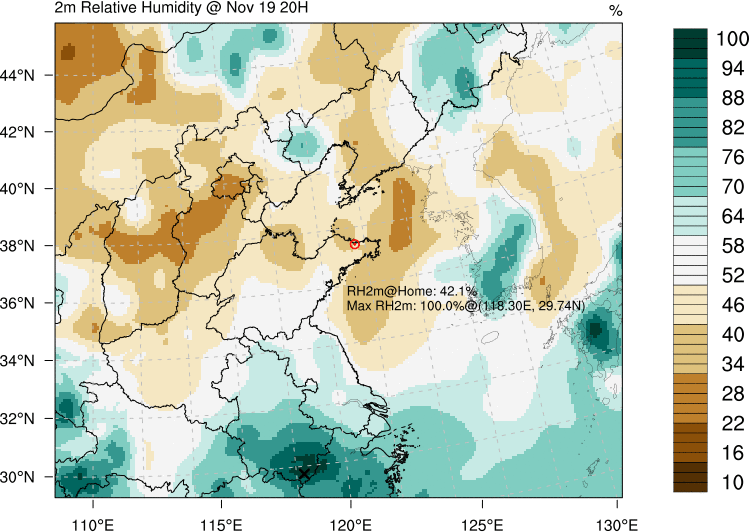 2m Relative Humidity @ Nov 19 20H
%
44°N
42°N
40°N
38°N
36°N
34°N
32°N
30°N
110°E
115°E
120°E
125°E
130°E
RH2m@Home: 42.1%
Max RH2m: 100.0%@(118.30E, 29.74N)
100
94
88
82
76
70
64
58
52
46
40
34
28
22
16
10